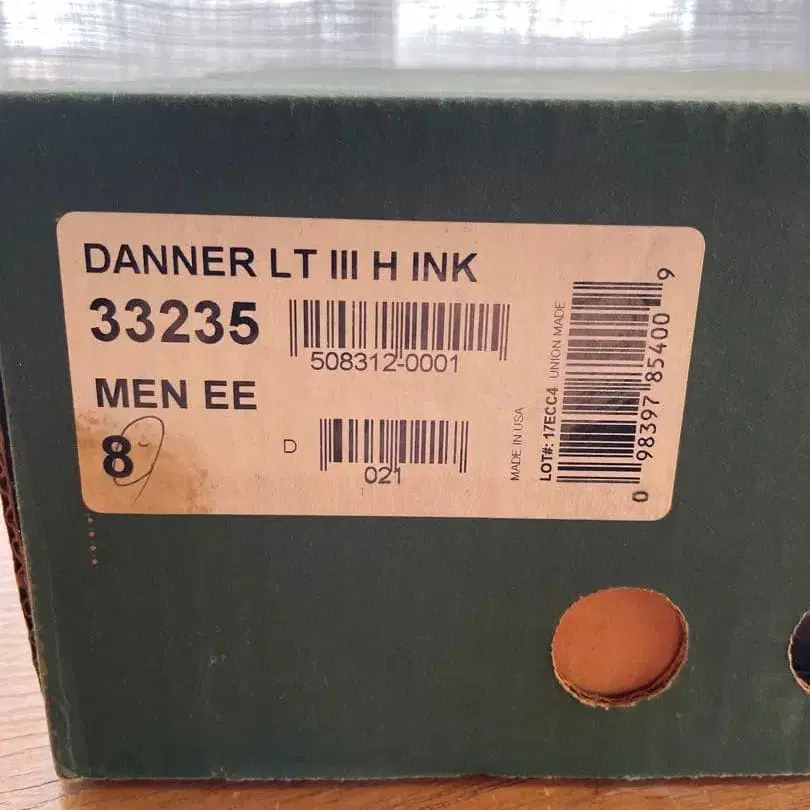 DANNER LT III H INK
33235
508312-0001
MEN EE
8
D
021
MADE IN USA
LOT#: 17ECC4 UNION MADE
0 98397 85400 9